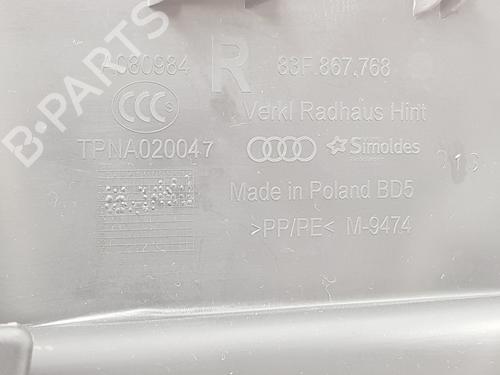 A080984
R
83F.867.768
CCC S
Verkl Radhaus Hint
TPNA020047
Simoldes
Made in Poland BD5
>PP/PE< M-9474
B-PARTS